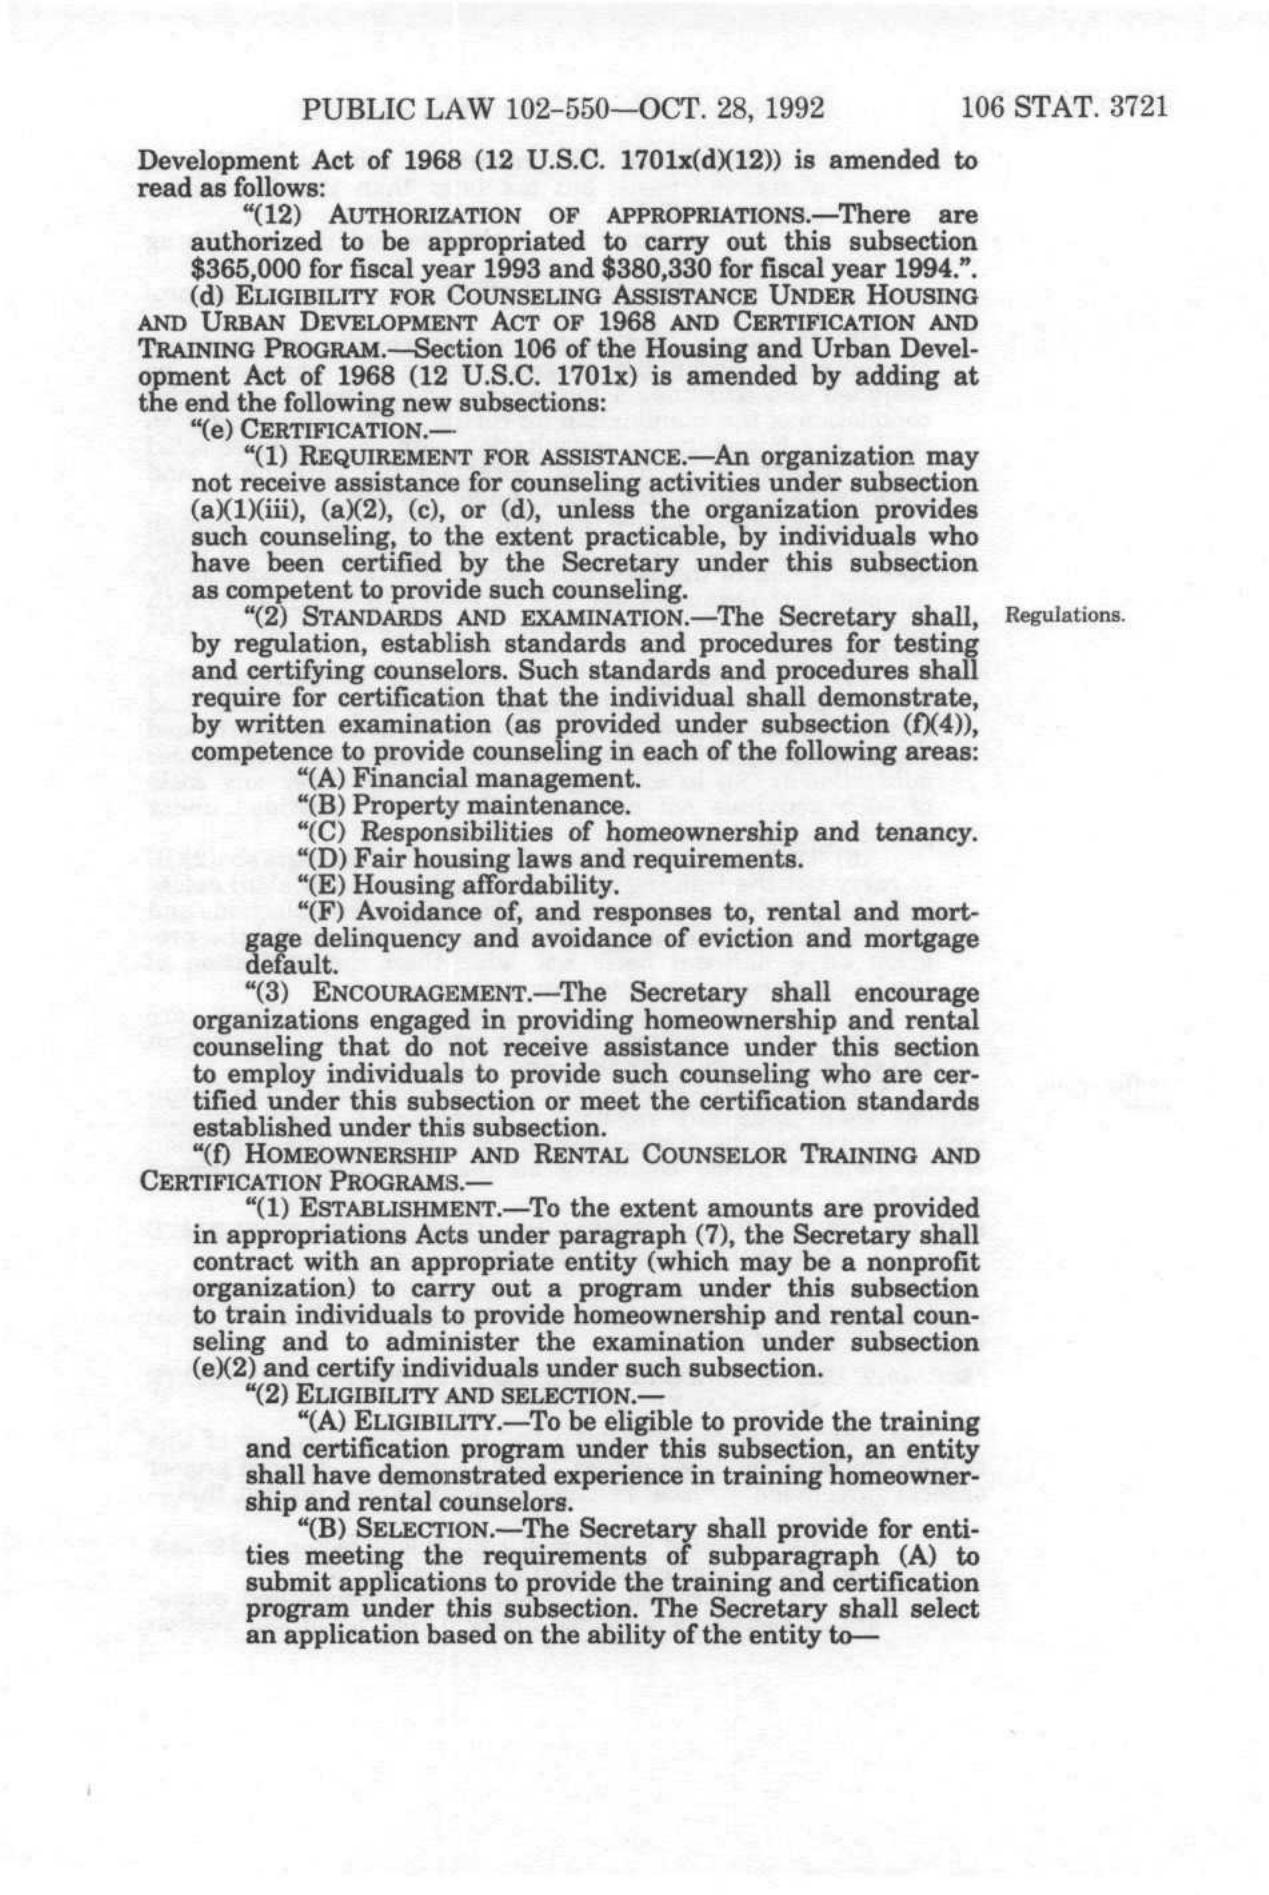 PUBLIC LAW 102–550—OCT. 28, 1992 106 STAT. 3721
Development Act of 1968 (12 U.S.C. 1701x(d)(12)) is amended to
read as follows:
"(12) AUTHORIZATION OF APPROPRIATIONS.—There are
authorized to be appropriated to carry out this subsection
$365,000 for fiscal year 1993 and $380,330 for fiscal year 1994.".
(d) ELIGIBILITY FOR COUNSELING ASSISTANCE UNDER HOUSING
AND URBAN DEVELOPMENT ACT OF 1968 AND CERTIFICATION AND
TRAINING PROGRAM.—Section 106 of the Housing and Urban Devel-
opment Act of 1968 (12 U.S.C. 1701x) is amended by adding at
the end the following new subsections:
"(e) CERTIFICATION.—
"(1) REQUIREMENT FOR ASSISTANCE.—An organization may
not receive assistance for counseling activities under subsection
(a)(1)(iii), (a)(2), (c), or (d), unless the organization provides
such counseling, to the extent practicable, by individuals who
have been certified by the Secretary under this subsection
as competent to provide such counseling.
"(2) STANDARDS AND EXAMINATION.—The Secretary shall, Regulations.
by regulation, establish standards and procedures for testing
and certifying counselors. Such standards and procedures shall
require for certification that the individual shall demonstrate,
by written examination (as provided under subsection (f)(4)),
competence to provide counseling in each of the following areas:
"(A) Financial management.
"(B) Property maintenance.
"(C) Responsibilities of homeownership and tenancy.
"(D) Fair housing laws and requirements.
"(E) Housing affordability.
"(F) Avoidance of, and responses to, rental and mort-
gage delinquency and avoidance of eviction and mortgage
default.
"(3) ENCOURAGEMENT.—The Secretary shall encourage
organizations engaged in providing homeownership and rental
counseling that do not receive assistance under this section
to employ individuals to provide such counseling who are cer-
tified under this subsection or meet the certification standards
established under this subsection.
"(f) HOMEOWNERSHIP AND RENTAL COUNSELOR TRAINING AND
CERTIFICATION PROGRAMS.—
"(1) ESTABLISHMENT.—To the extent amounts are provided
in appropriations Acts under paragraph (7), the Secretary shall
contract with an appropriate entity (which may be a nonprofit
organization) to carry out a program under this subsection
to train individuals to provide homeownership and rental coun-
seling and to administer the examination under subsection
(e)(2) and certify individuals under such subsection.
"(2) ELIGIBILITY AND SELECTION.—
"(A) ELIGIBILITY.—To be eligible to provide the training
and certification program under this subsection, an entity
shall have demonstrated experience in training homeowner-
ship and rental counselors.
"(B) SELECTION.—The Secretary shall provide for enti-
ties meeting the requirements of subparagraph (A) to
submit applications to provide the training and certification
program under this subsection. The Secretary shall select
an application based on the ability of the entity to—